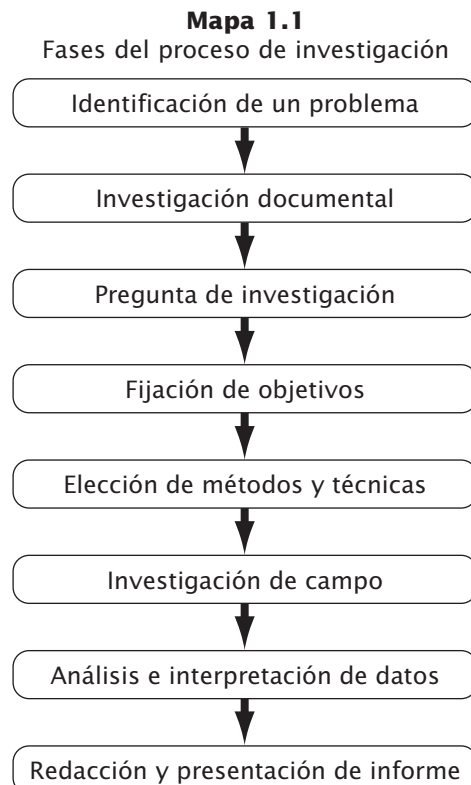 Mapa 1.1
Fases del proceso de investigación
Identificación de un problema
Investigación documental
Pregunta de investigación
Fijación de objetivos
Elección de métodos y técnicas
Investigación de campo
Análisis e interpretación de datos
Redacción y presentación de informe